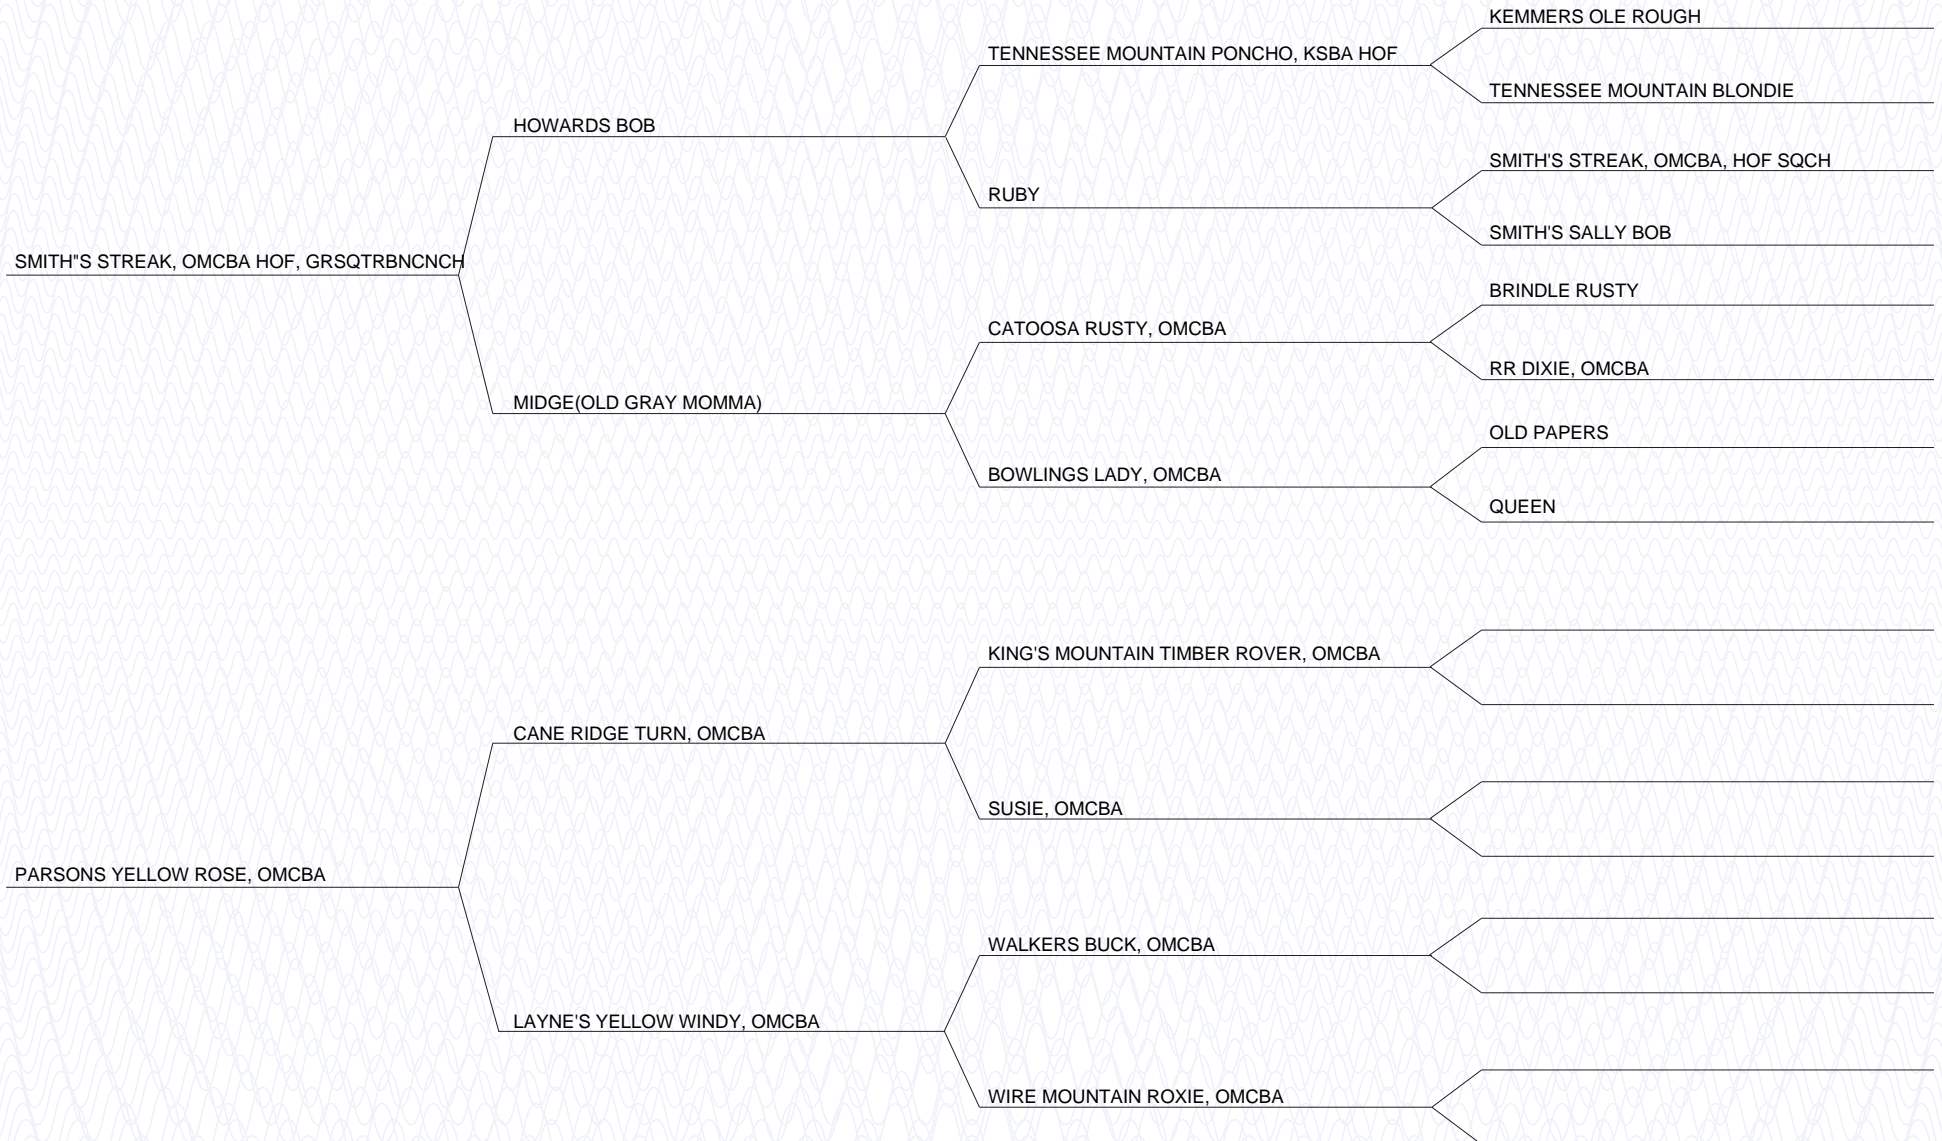 KEMMERS OLE ROUGH
TENNESSEE MOUNTAIN PONCHO, KSBA HOF
TENNESSEE MOUNTAIN BLONDIE
HOWARDS BOB
SMITH'S STREAK, OMCBA, HOF SQCH
RUBY
SMITH'S SALLY BOB
SMITH"S STREAK, OMCBA HOF, GRSQTRBNCNCH
BRINDLE RUSTY
CATOOSA RUSTY, OMCBA
RR DIXIE, OMCBA
MIDGE(OLD GRAY MOMMA)
OLD PAPERS
BOWLINGS LADY, OMCBA
QUEEN
KING'S MOUNTAIN TIMBER ROVER, OMCBA
CANE RIDGE TURN, OMCBA
SUSIE, OMCBA
PARSONS YELLOW ROSE, OMCBA
WALKERS BUCK, OMCBA
LAYNE'S YELLOW WINDY, OMCBA
WIRE MOUNTAIN ROXIE, OMCBA